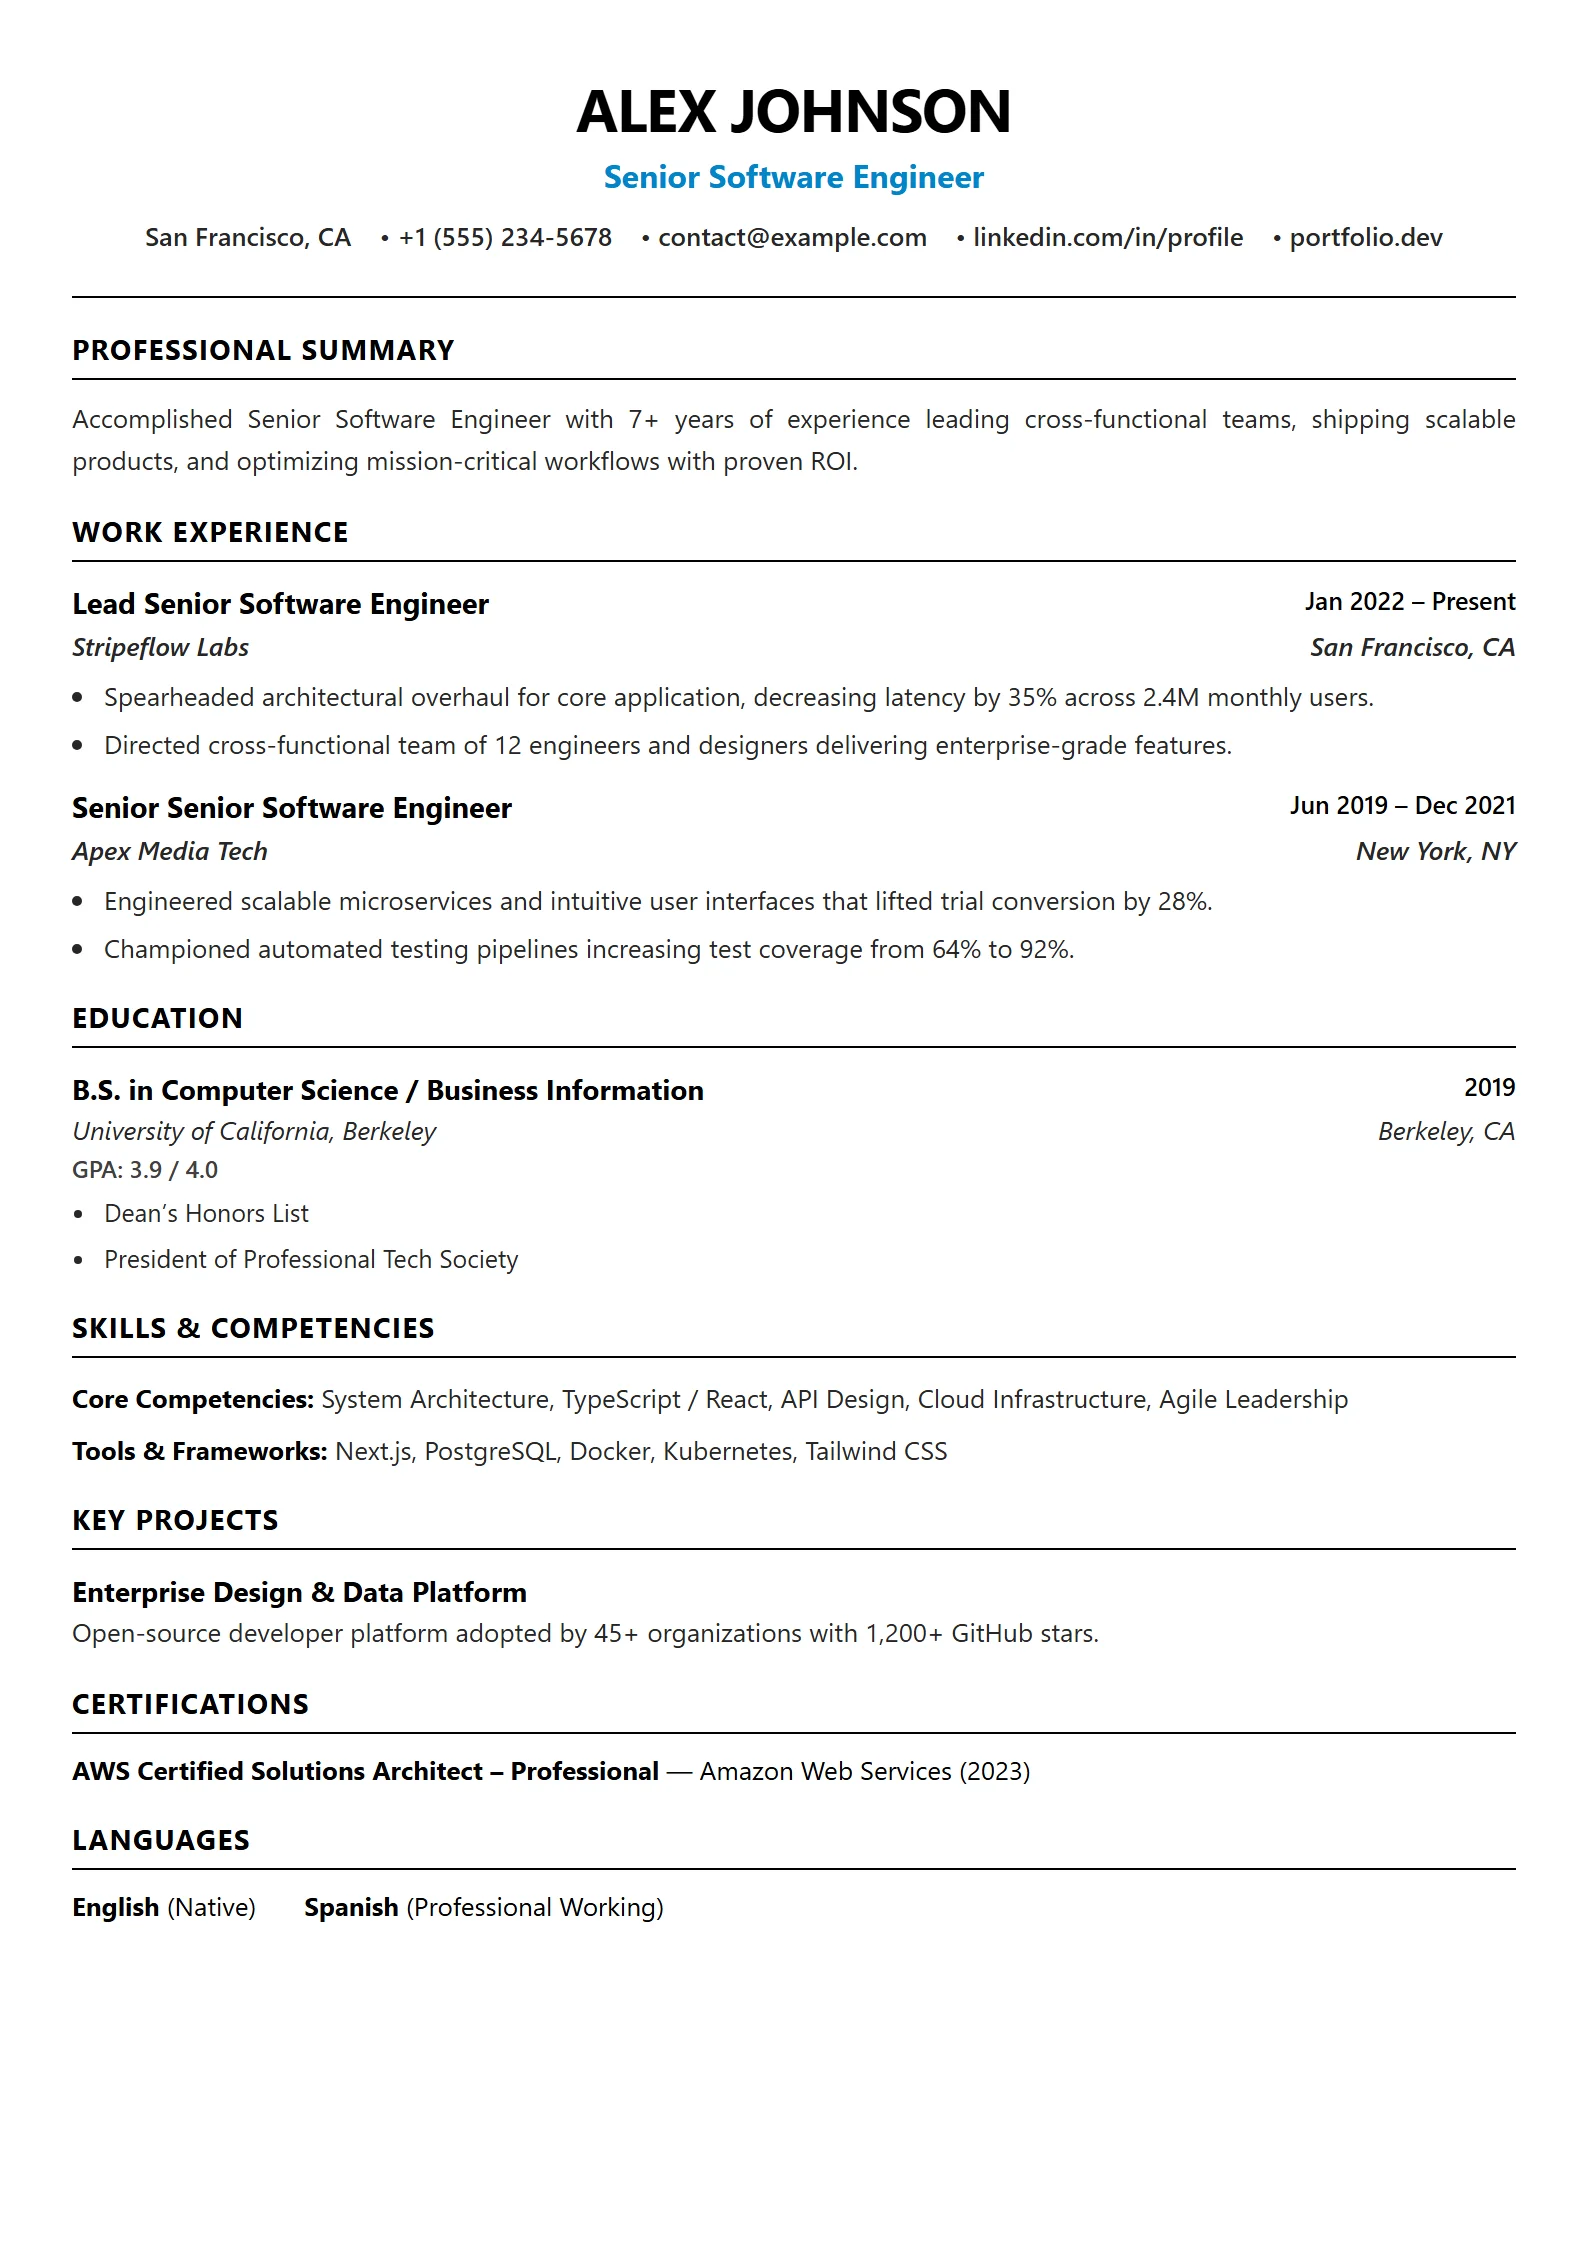 ALEX JOHNSON
Senior Software Engineer
San Francisco, CA • +1 (555) 234-5678 • contact@example.com • linkedin.com/in/profile • portfolio.dev
PROFESSIONAL SUMMARY
Accomplished Senior Software Engineer with 7+ years of experience leading cross-functional teams, shipping scalable
products, and optimizing mission-critical workflows with proven ROI.
WORK EXPERIENCE
Lead Senior Software Engineer Jan 2022 – Present
Stripeflow Labs San Francisco, CA
• Spearheaded architectural overhaul for core application, decreasing latency by 35% across 2.4M monthly users.
• Directed cross-functional team of 12 engineers and designers delivering enterprise-grade features.
Senior Senior Software Engineer Jun 2019 – Dec 2021
Apex Media Tech New York, NY
• Engineered scalable microservices and intuitive user interfaces that lifted trial conversion by 28%.
• Championed automated testing pipelines increasing test coverage from 64% to 92%.
EDUCATION
B.S. in Computer Science / Business Information 2019
University of California, Berkeley Berkeley, CA
GPA: 3.9 / 4.0
• Dean’s Honors List
• President of Professional Tech Society
SKILLS & COMPETENCIES
Core Competencies: System Architecture, TypeScript / React, API Design, Cloud Infrastructure, Agile Leadership
Tools & Frameworks: Next.js, PostgreSQL, Docker, Kubernetes, Tailwind CSS
KEY PROJECTS
Enterprise Design & Data Platform
Open-source developer platform adopted by 45+ organizations with 1,200+ GitHub stars.
CERTIFICATIONS
AWS Certified Solutions Architect – Professional — Amazon Web Services (2023)
LANGUAGES
English (Native) Spanish (Professional Working)